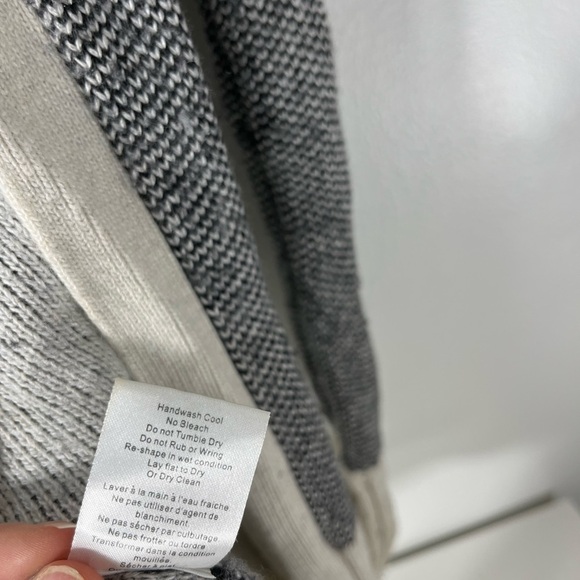 Handwash Cool
No Bleach
Do not Tumble Dry
Do not Rub or Wring
Re-shape in wet condition
Lay flat to Dry
Or Dry Clean
Laver à la main à l'eau fraiche
Ne pas utiliser d'agent de
blanchiment.
Ne pas sécher par culbutage
Ne pas frotter ou tordre
Transformer dans la condition
mouillée.